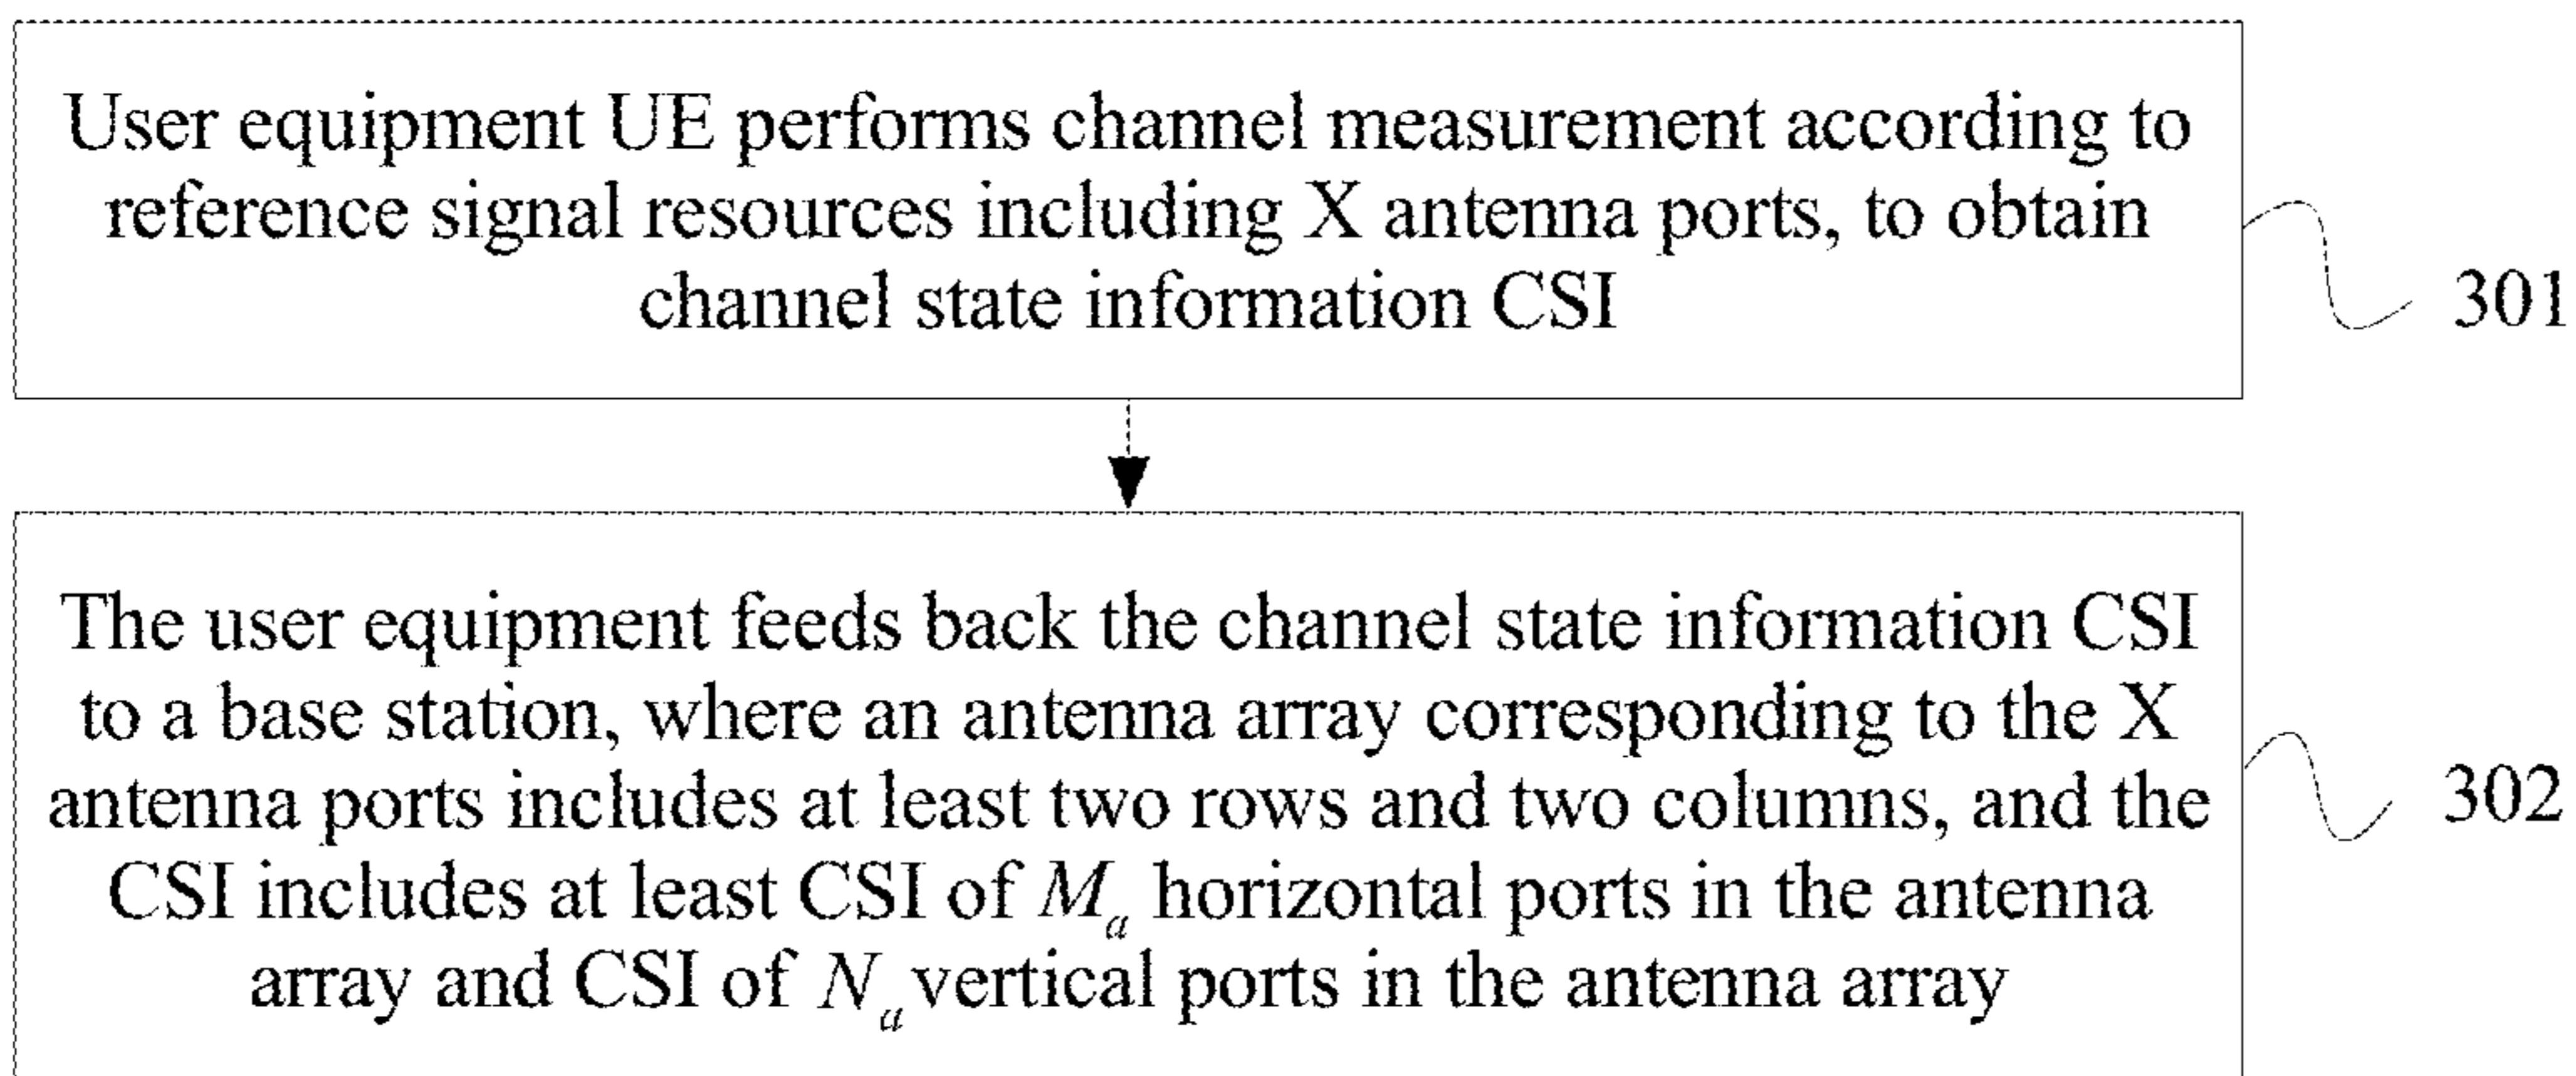 User equipment UE performs channel measurement according to
reference signal resources including X antenna ports, to obtain
channel state information CSI
301
The user equipment feeds back the channel state information CSI
to a base station, where an antenna array corresponding to the X
antenna ports includes at least two rows and two columns, and the
CSI includes at least CSI of Mₐ horizontal ports in the antenna
array and CSI of Nₐ vertical ports in the antenna array
302